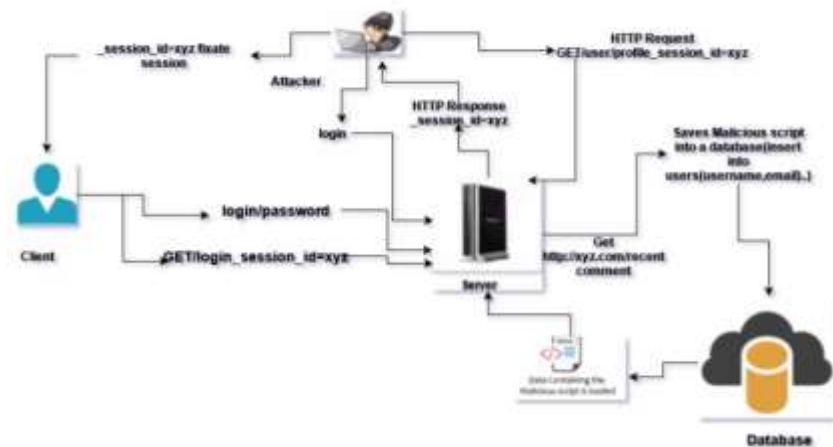 _session_id=xyz fixate
session
Attacker
HTTP Request
GET/user/profile_session_id=xyz
HTTP Response
_session_id=xyz
login
Saves Malicious script
into a database(insert
into
users(username,email)..)
login/password
Client
GET/login_session_id=xyz
Get
http://xyz.com/recent
comment
Server
Data containing the
Malicious script is loaded
Database